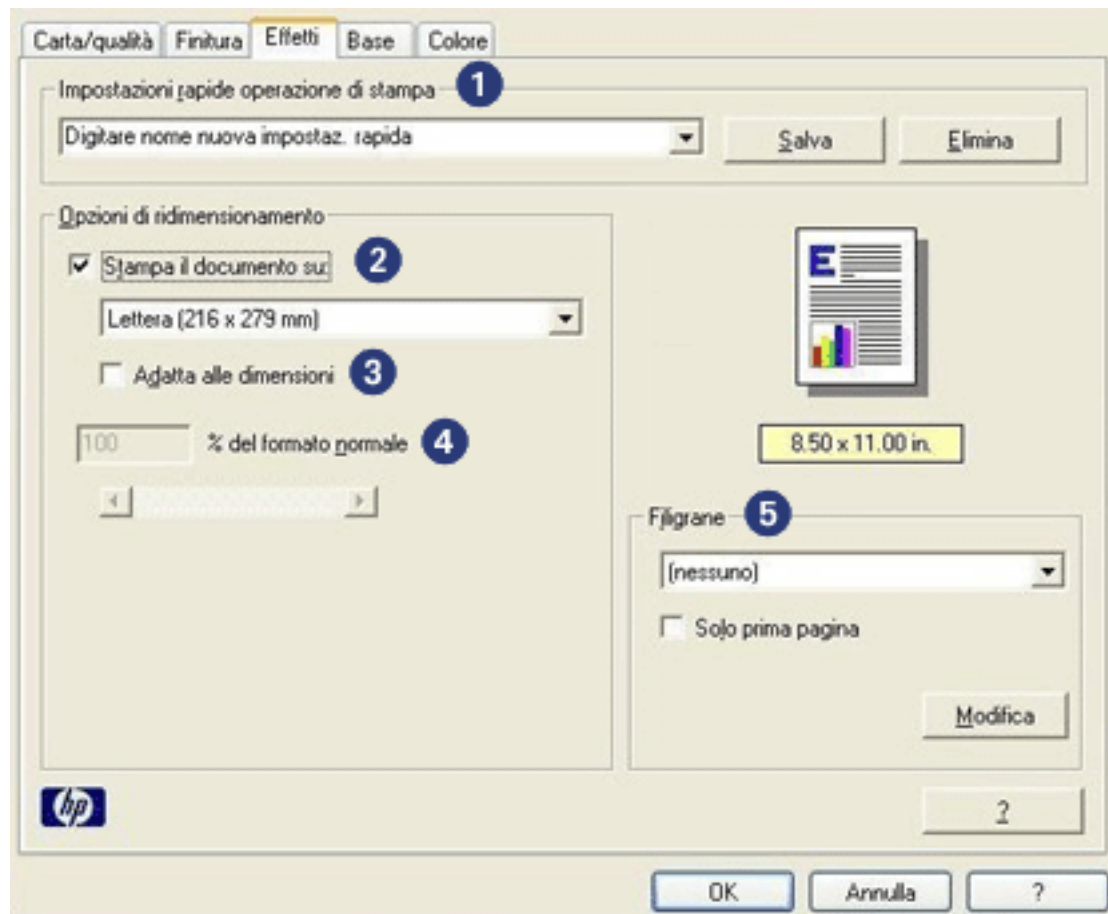 Carta/qualità Finitura Effetti Base Colore
Impostazioni rapide operazione di stampa 1
Digitare nome nuova impostaz. rapida Salva Elimina
Opzioni di ridimensionamento
Stampa il documento su: 2
Lettera (216 x 279 mm)
Adatta alle dimensioni 3
100 % del formato normale 4
E
8.50 x 11.00 in.
Filigrane 5
(nessuno)
Solo prima pagina
Modifica
hp ?
OK Annulla ?